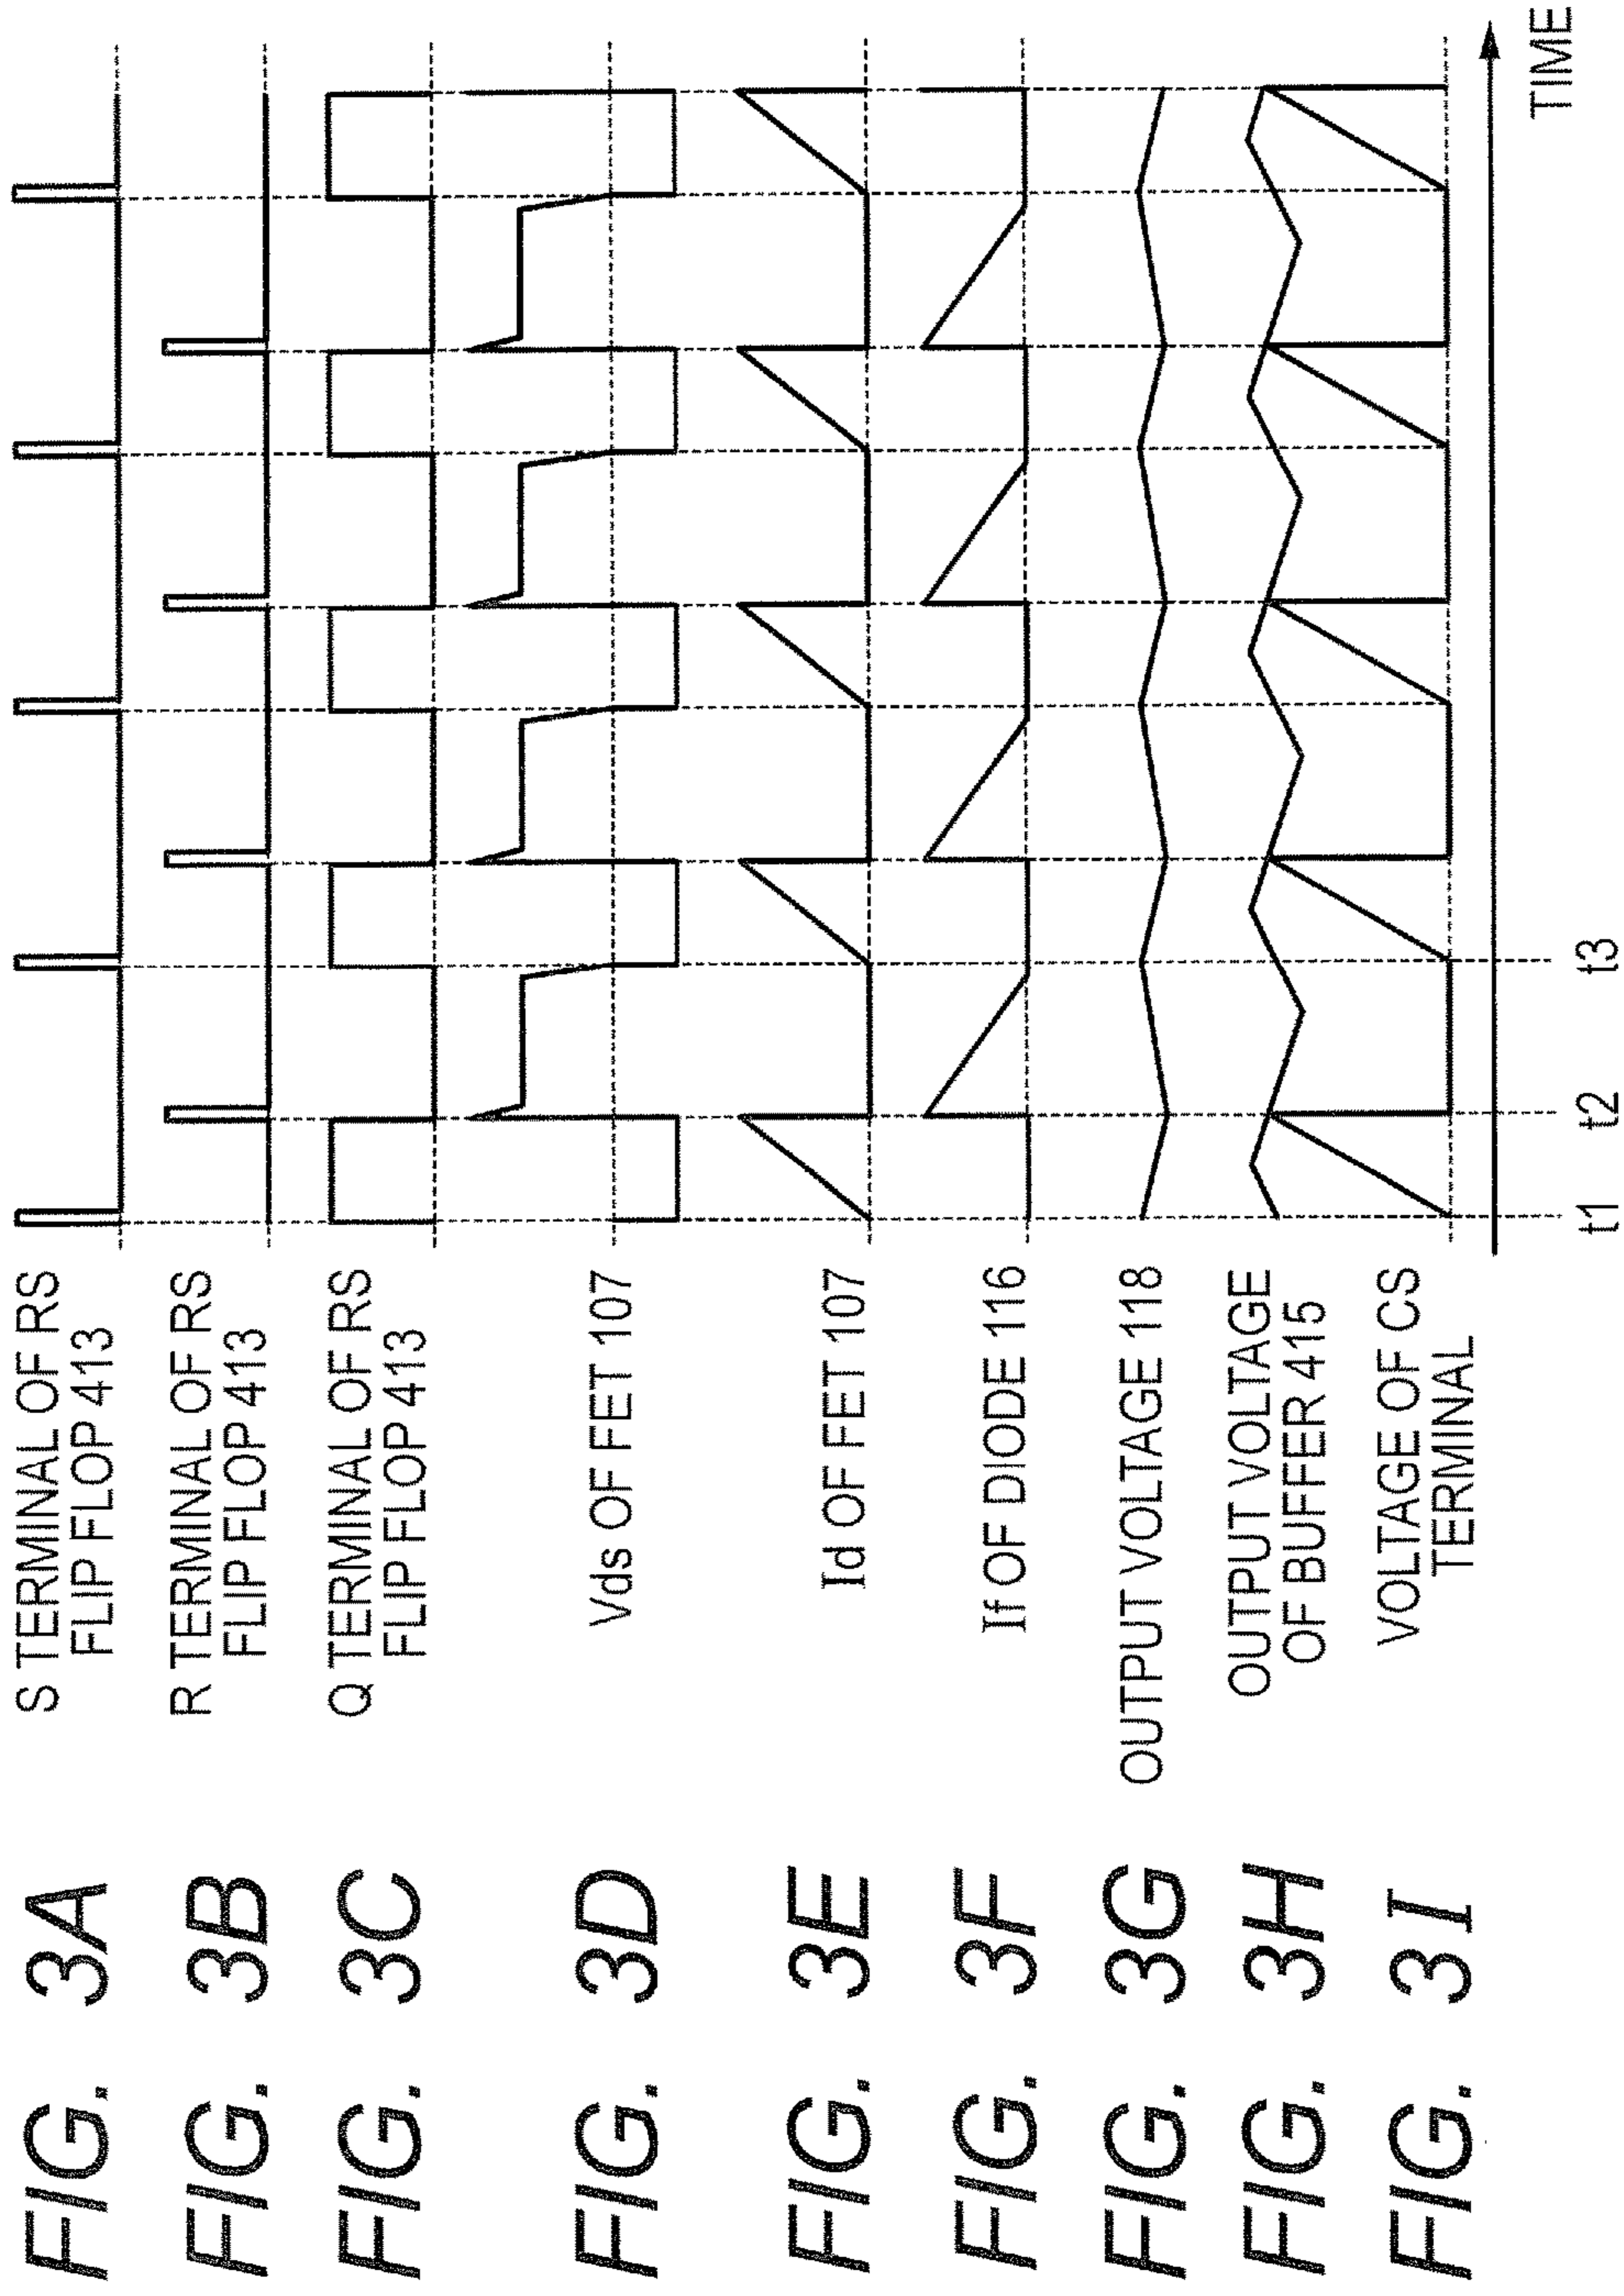 FIG. 3A
S TERMINAL OF RS
FLIP FLOP 413
FIG. 3B
R TERMINAL OF RS
FLIP FLOP 413
FIG. 3C
Q TERMINAL OF RS
FLIP FLOP 413
FIG. 3D
Vds OF FET 107
FIG. 3E
Id OF FET 107
FIG. 3F
If OF DIODE 116
FIG. 3G
OUTPUT VOLTAGE 118
FIG. 3H
OUTPUT VOLTAGE
OF BUFFER 415
FIG. 3I
VOLTAGE OF CS
TERMINAL
TIME
t1 t2 t3